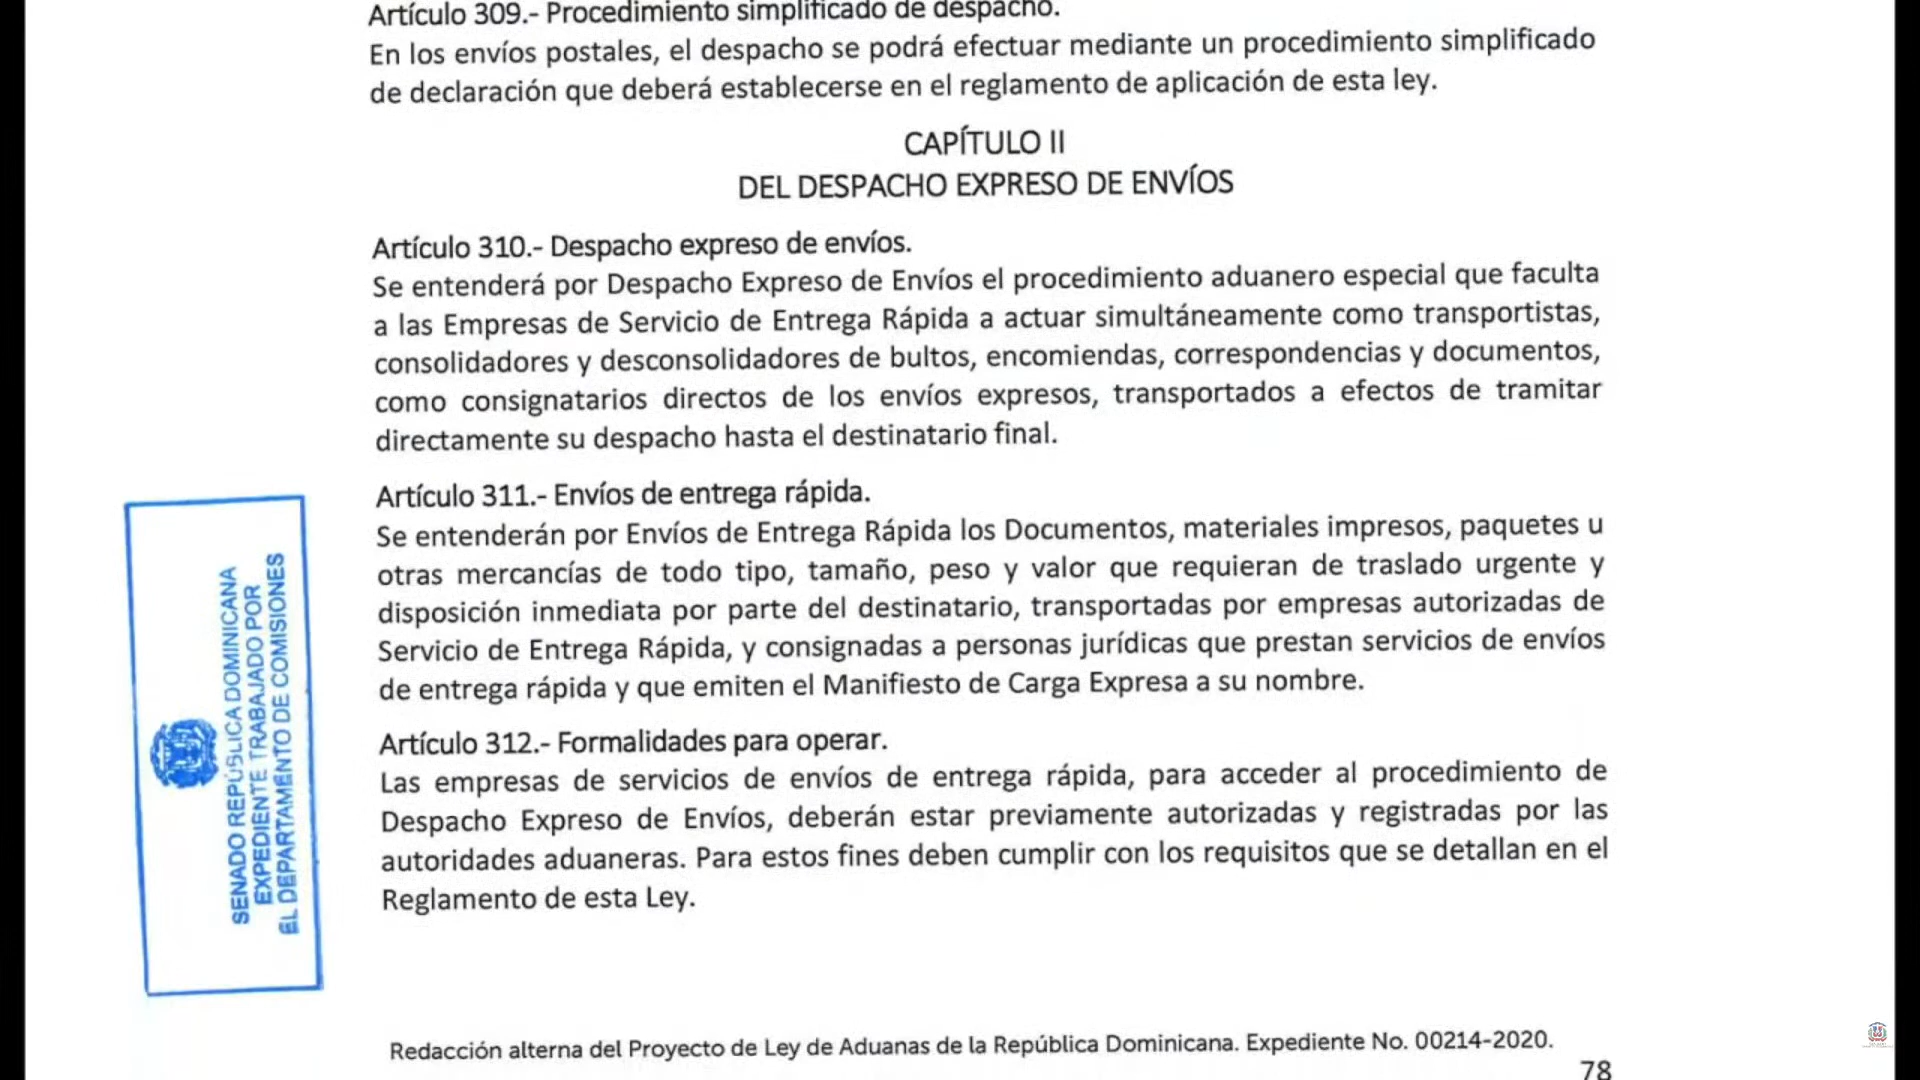 Artículo 309.- Procedimiento simplificado de despacho.
En los envíos postales, el despacho se podrá efectuar mediante un procedimiento simplificado
de declaración que deberá establecerse en el reglamento de aplicación de esta ley.
CAPÍTULO II
DEL DESPACHO EXPRESO DE ENVÍOS
Artículo 310.- Despacho expreso de envíos.
Se entenderá por Despacho Expreso de Envíos el procedimiento aduanero especial que faculta
a las Empresas de Servicio de Entrega Rápida a actuar simultáneamente como transportistas,
consolidadores y desconsolidadores de bultos, encomiendas, correspondencias y documentos,
como consignatarios directos de los envíos expresos, transportados a efectos de tramitar
directamente su despacho hasta el destinatario final.
Artículo 311.- Envíos de entrega rápida.
Se entenderán por Envíos de Entrega Rápida los Documentos, materiales impresos, paquetes u
otras mercancías de todo tipo, tamaño, peso y valor que requieran de traslado urgente y
disposición inmediata por parte del destinatario, transportadas por empresas autorizadas de
Servicio de Entrega Rápida, y consignadas a personas jurídicas que prestan servicios de envíos
de entrega rápida y que emiten el Manifiesto de Carga Expresa a su nombre.
Artículo 312.- Formalidades para operar.
Las empresas de servicios de envíos de entrega rápida, para acceder al procedimiento de
Despacho Expreso de Envíos, deberán estar previamente autorizadas y registradas por las
autoridades aduaneras. Para estos fines deben cumplir con los requisitos que se detallan en el
Reglamento de esta Ley.
SENADO REPÚBLICA DOMINICANA
EXPEDIENTE TRABAJADO POR
EL DEPARTAMENTO DE COMISIONES
Redacción alterna del Proyecto de Ley de Aduanas de la República Dominicana. Expediente No. 00214-2020.
78